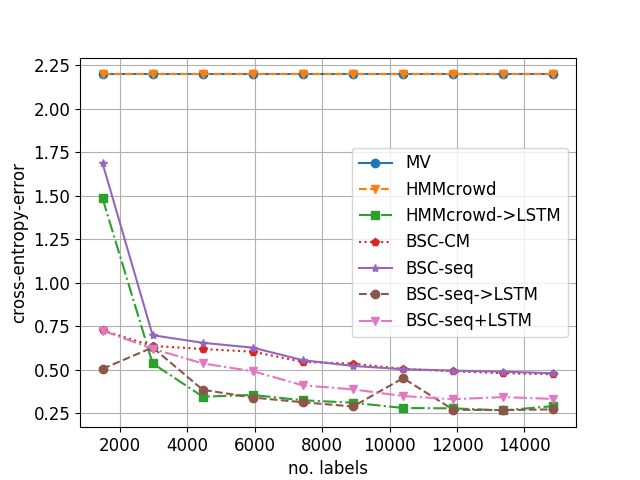 2.25
2.00
1.75
1.50
1.25
1.00
0.75
0.50
0.25
cross-entropy-error
MV
HMMcrowd
HMMcrowd->LSTM
BSC-CM
BSC-seq
BSC-seq->LSTM
BSC-seq+LSTM
2000 4000 6000 8000 10000 12000 14000
no. labels